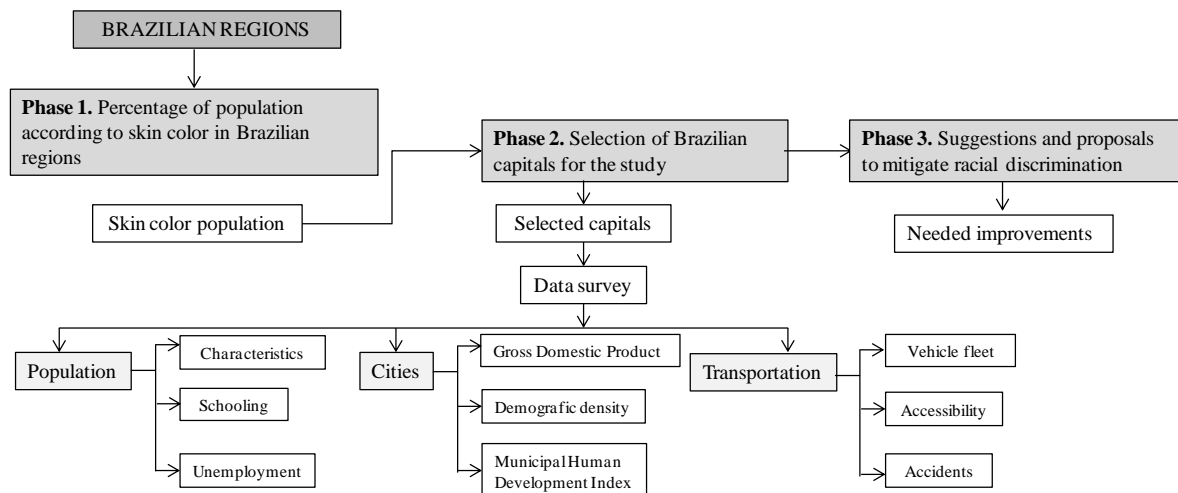 BRAZILIAN REGIONS
Phase 1. Percentage of population
according to skin color in Brazilian
regions
Phase 2. Selection of Brazilian
capitals for the study
Phase 3. Suggestions and proposals
to mitigate racial discrimination
Skin color population
Selected capitals
Needed improvements
Data survey
Population
Characteristics
Schooling
Unemployment
Cities
Gross Domestic Product
Demografic density
Municipal Human
Development Index
Transportation
Vehicle fleet
Accessibility
Accidents